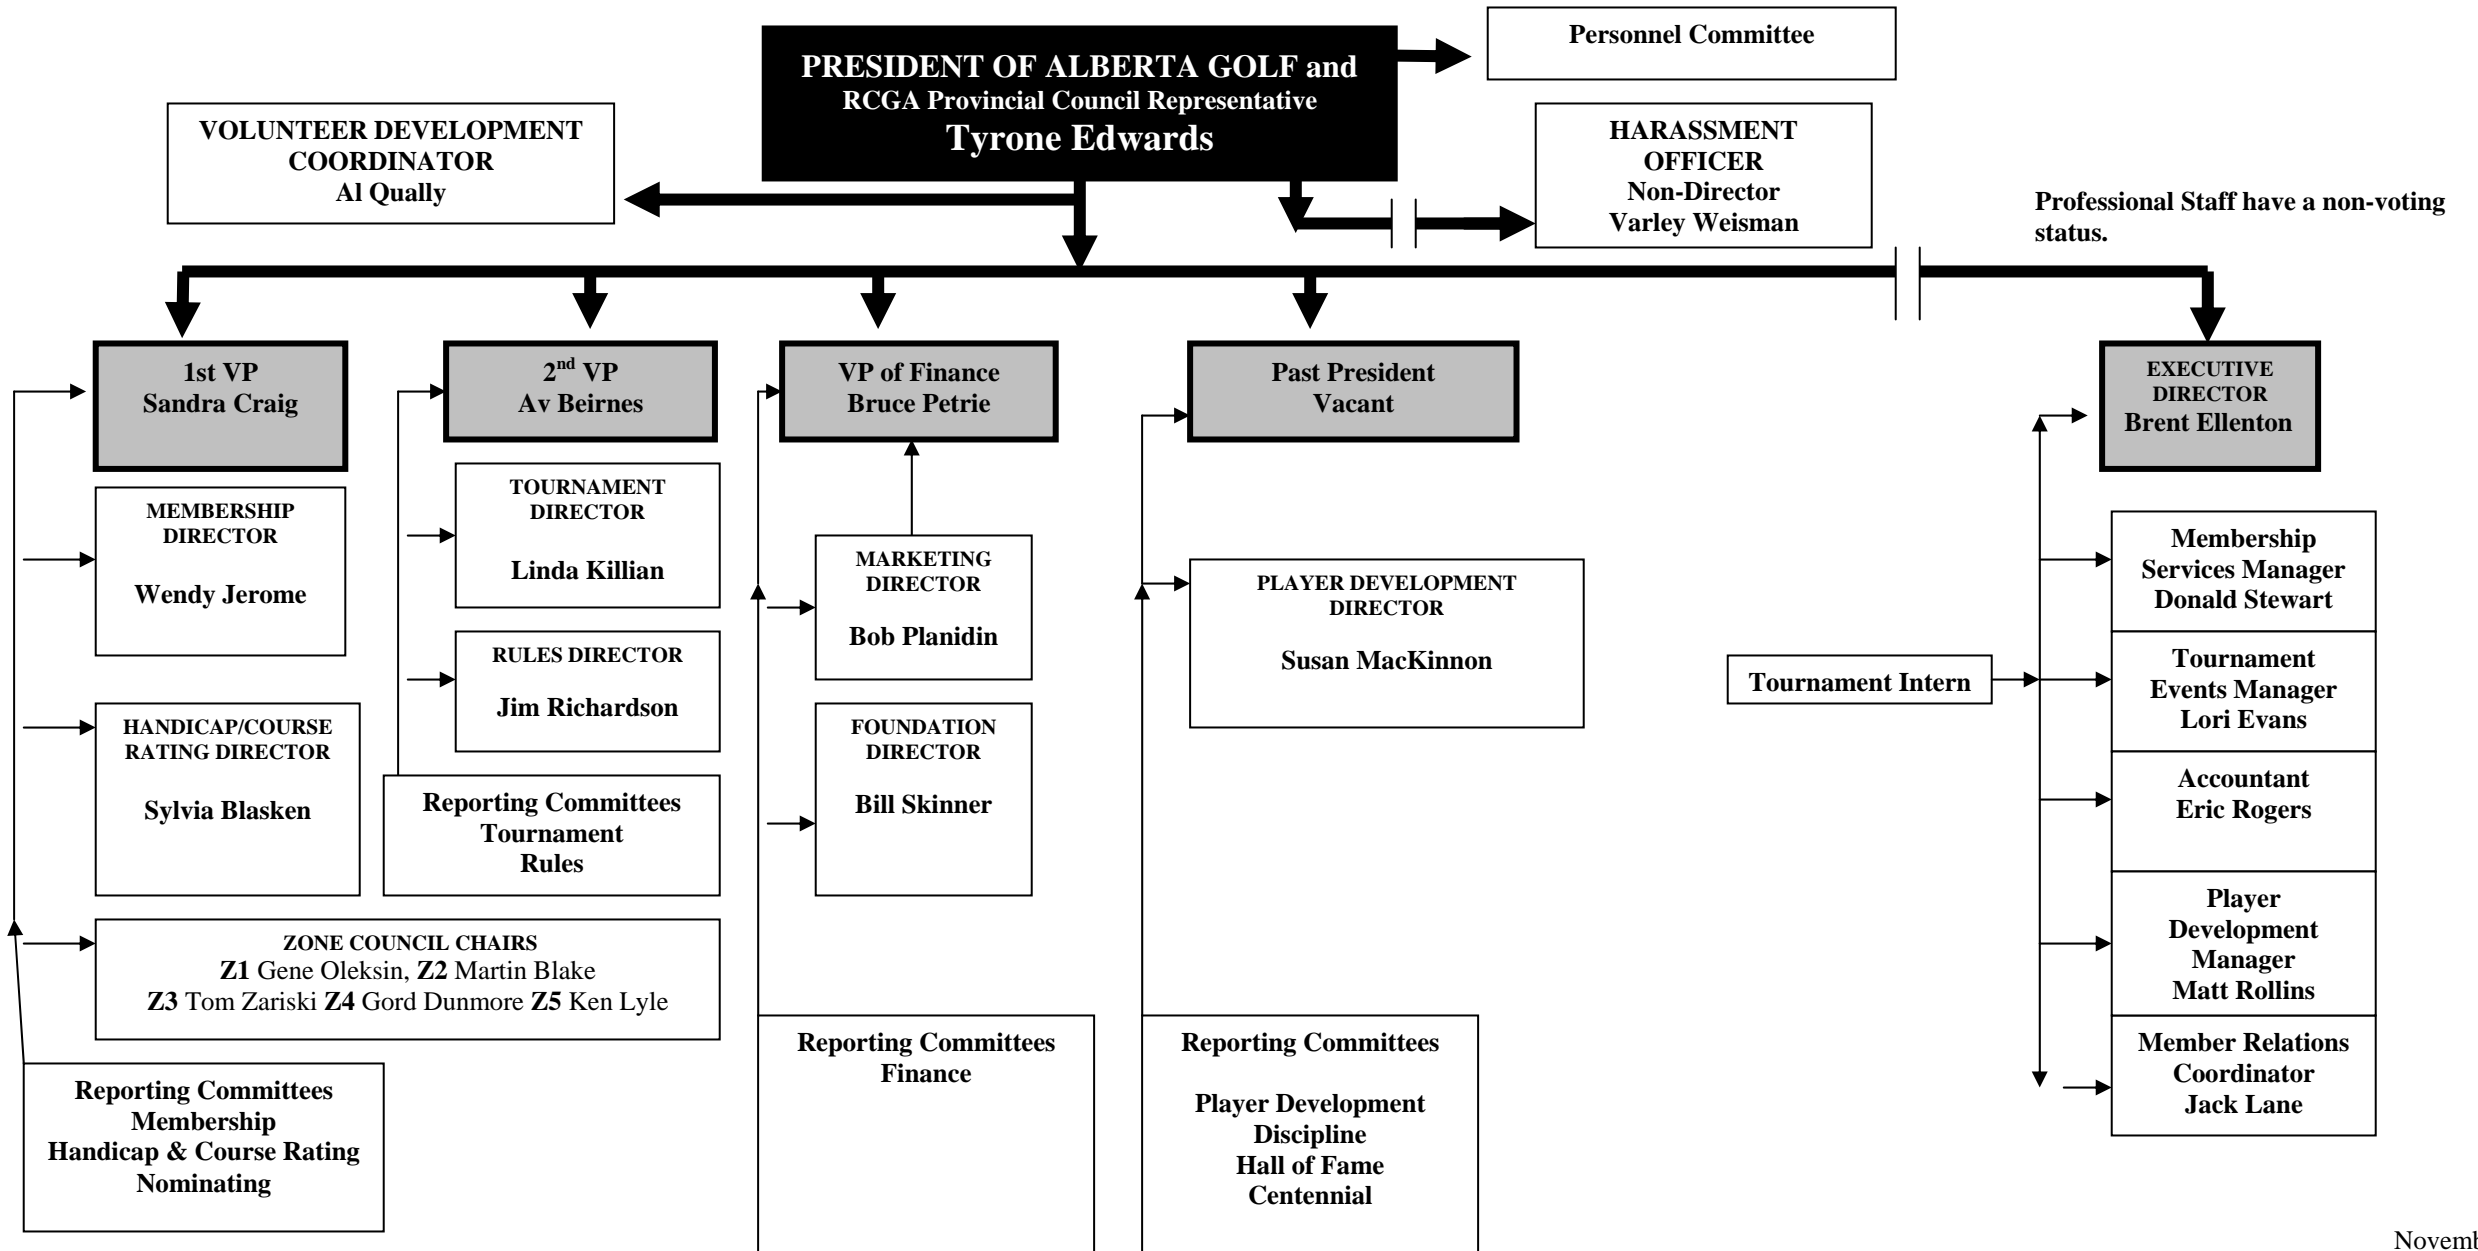 Personnel Committee
PRESIDENT OF ALBERTA GOLF and
RCGA Provincial Council Representative
Tyrone Edwards
VOLUNTEER DEVELOPMENT
COORDINATOR
Al Qually
HARASSMENT
OFFICER
Non-Director
Varley Weisman
Professional Staff have a non-voting
status.
1st VP
Sandra Craig
2nd VP
Av Beirnes
VP of Finance
Bruce Petrie
Past President
Vacant
EXECUTIVE
DIRECTOR
Brent Ellenton
MEMBERSHIP
DIRECTOR
Wendy Jerome
HANDICAP/COURSE
RATING DIRECTOR
Sylvia Blasken
TOURNAMENT
DIRECTOR
Linda Killian
RULES DIRECTOR
Jim Richardson
Reporting Committees
Tournament
Rules
ZONE COUNCIL CHAIRS
Z1 Gene Oleksin, Z2 Martin Blake
Z3 Tom Zariski Z4 Gord Dunmore Z5 Ken Lyle
Reporting Committees
Membership
Handicap & Course Rating
Nominating
MARKETING
DIRECTOR
Bob Planidin
FOUNDATION
DIRECTOR
Bill Skinner
Reporting Committees
Finance
PLAYER DEVELOPMENT
DIRECTOR
Susan MacKinnon
Reporting Committees
Player Development
Discipline
Hall of Fame
Centennial
Tournament Intern
Membership
Services Manager
Donald Stewart
Tournament
Events Manager
Lori Evans
Accountant
Eric Rogers
Player
Development
Manager
Matt Rollins
Member Relations
Coordinator
Jack Lane